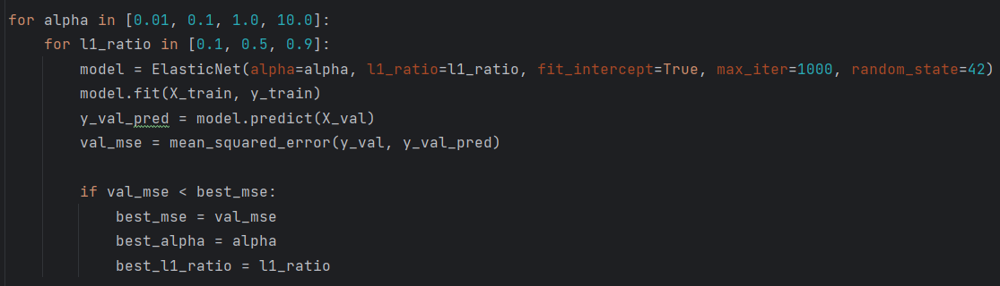 for alpha in [0.01, 0.1, 1.0, 10.0]:
    for l1_ratio in [0.1, 0.5, 0.9]:
        model = ElasticNet(alpha=alpha, l1_ratio=l1_ratio, fit_intercept=True, max_iter=1000, random_state=42)
        model.fit(X_train, y_train)
        y_val_pred = model.predict(X_val)
        val_mse = mean_squared_error(y_val, y_val_pred)

        if val_mse < best_mse:
            best_mse = val_mse
            best_alpha = alpha
            best_l1_ratio = l1_ratio